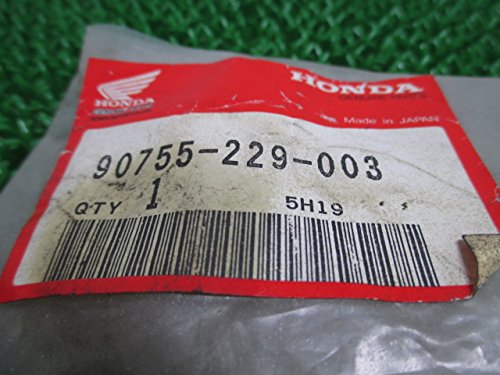 HONDA
HONDA
GENUINE PARTS
Made in JAPAN
90755-229-003
QTY 1
5H19